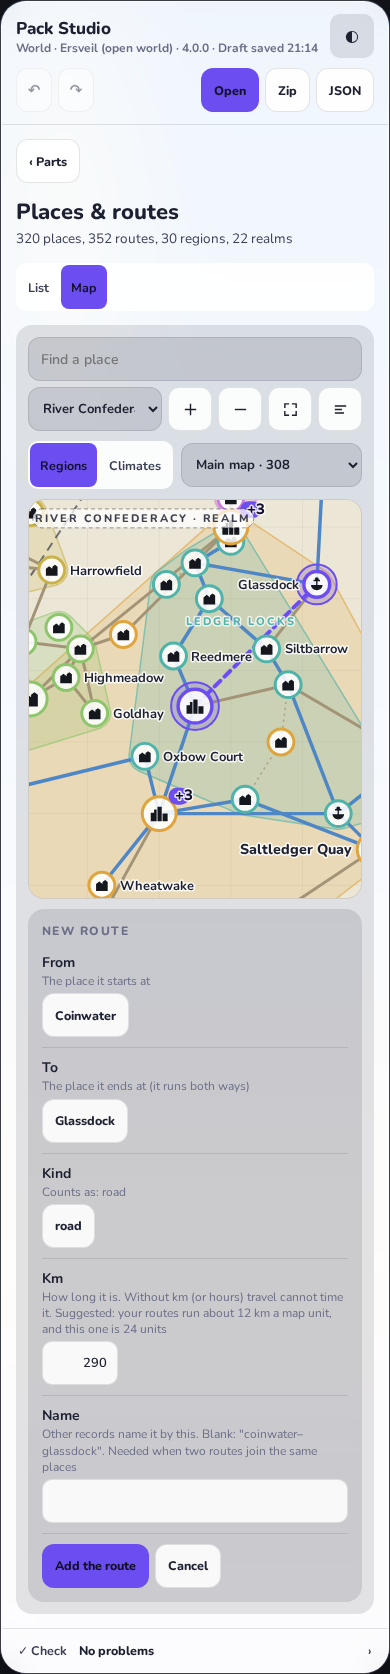 Pack Studio
World · Ersveil (open world) · 4.0.0 · Draft saved 21:14
Open Zip JSON
‹ Parts
Places & routes
320 places, 352 routes, 30 regions, 22 realms
List Map
Find a place
River Confeder
Regions Climates Main map · 308
+3
RIVER CONFEDERACY · REALM
Harrowfield
Glassdock
LEDGER LOCKS
Reedmere
Siltbarrow
Highmeadow
Goldhay
Oxbow Court
+3
Saltledger Quay
Wheatwake
NEW ROUTE
From
The place it starts at
Coinwater
To
The place it ends at (it runs both ways)
Glassdock
Kind
Counts as: road
road
Km
How long it is. Without km (or hours) travel cannot time
it. Suggested: your routes run about 12 km a map unit,
and this one is 24 units
290
Name
Other records name it by this. Blank: "coinwater–
glassdock". Needed when two routes join the same
places
Add the route Cancel
✓ Check No problems ›